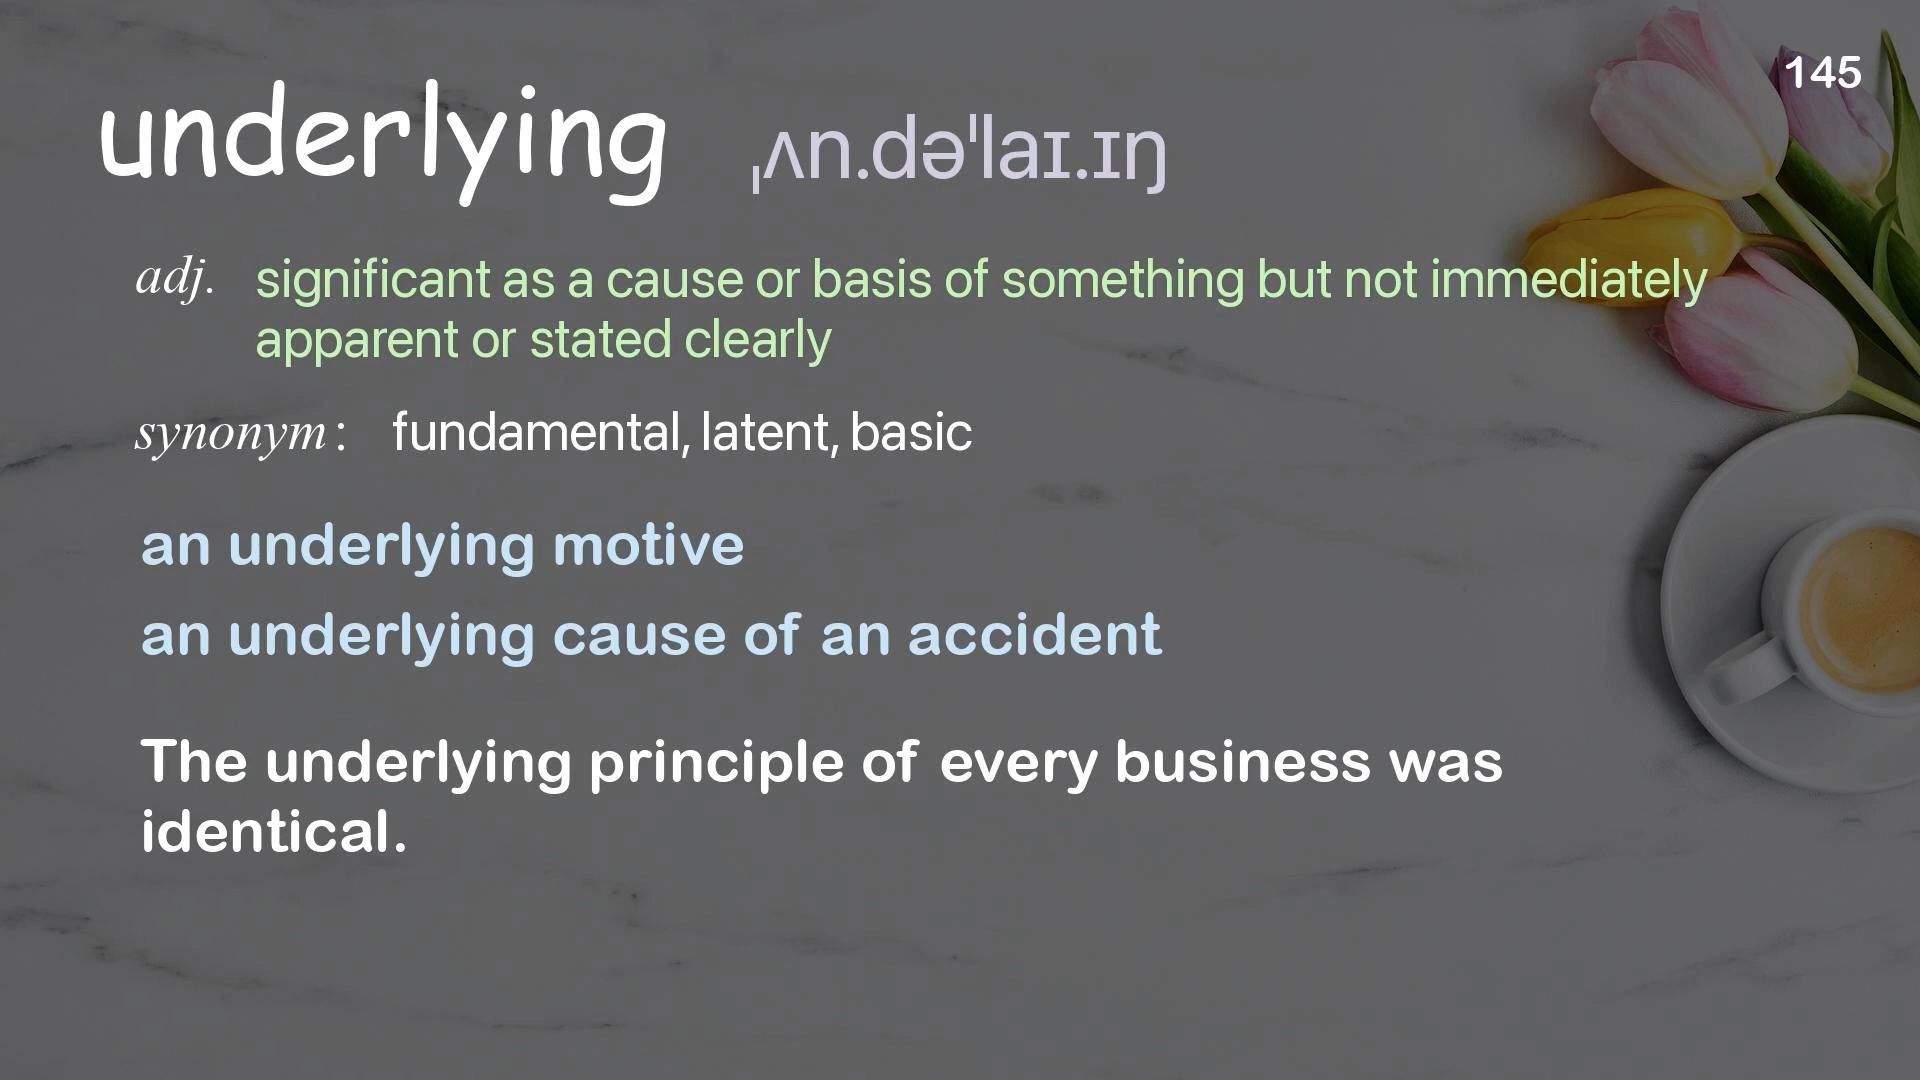 145
underlying ˌʌn.dəˈlaɪ.ɪŋ
adj. significant as a cause or basis of something but not immediately
apparent or stated clearly
synonym: fundamental, latent, basic
an underlying motive
an underlying cause of an accident
The underlying principle of every business was
identical.